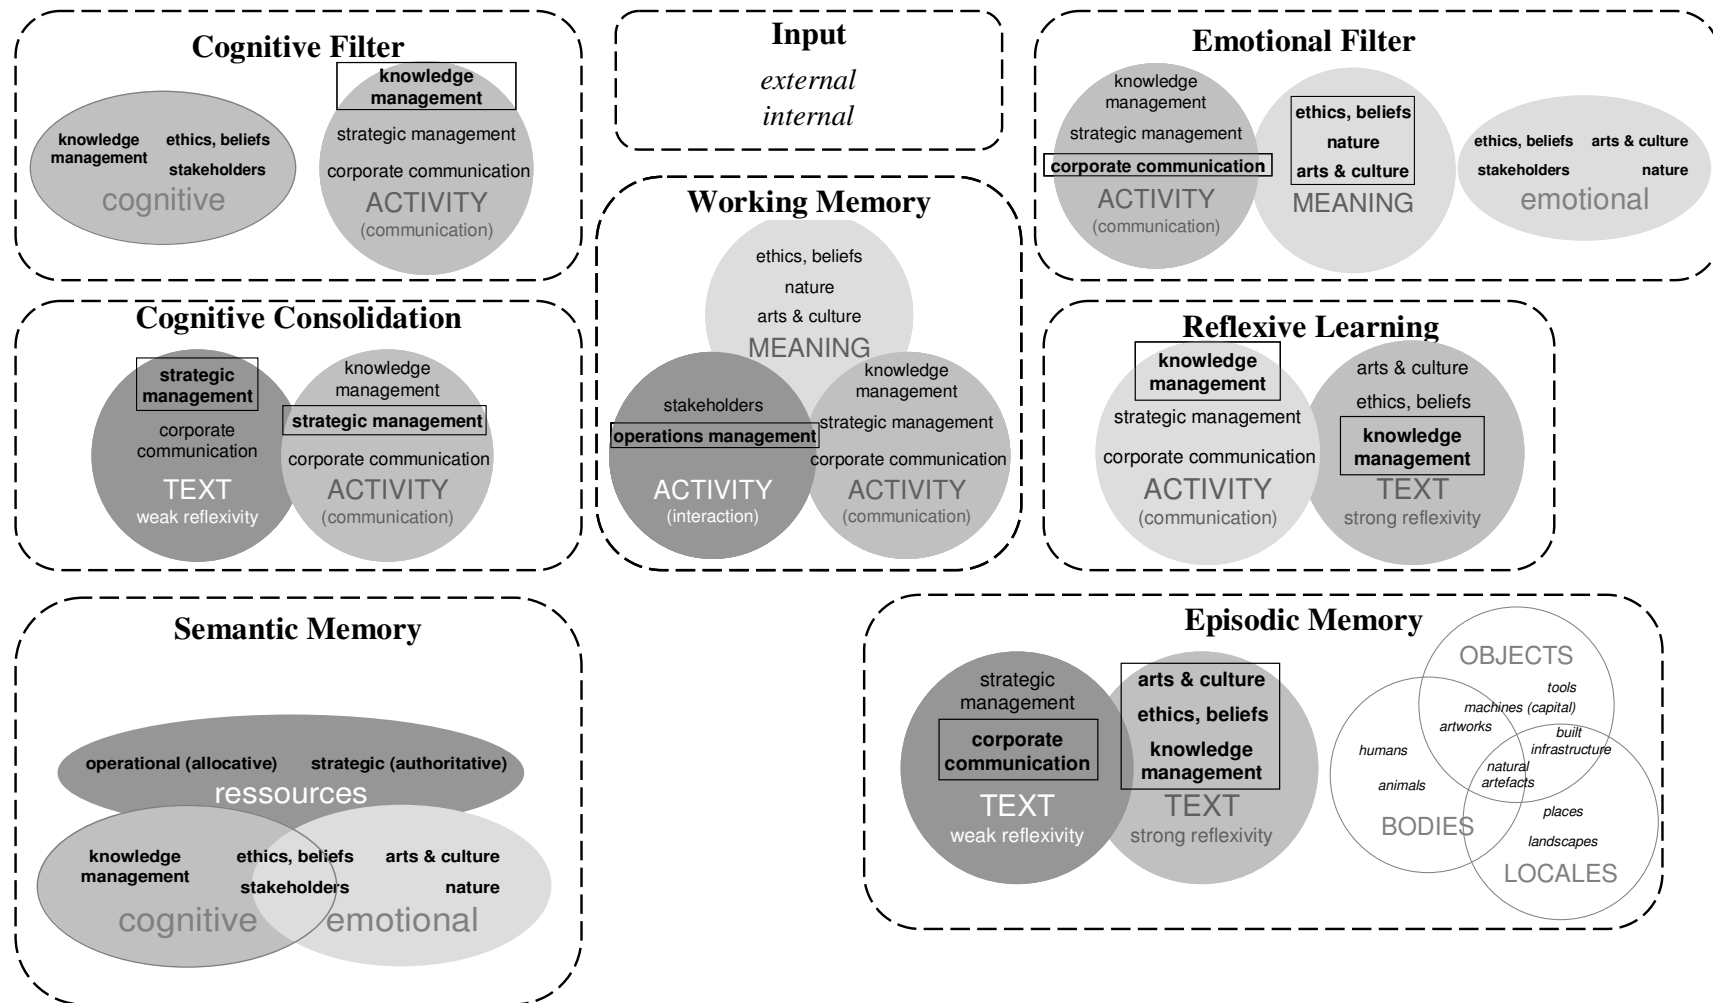 Cognitive Filter
knowledge
management
strategic management
corporate communication
ACTIVITY
(communication)
knowledge
management
ethics, beliefs
stakeholders
cognitive
Input
external
internal
Emotional Filter
knowledge
management
strategic management
corporate communication
ACTIVITY
(communication)
ethics, beliefs
nature
arts & culture
MEANING
ethics, beliefs
arts & culture
stakeholders
nature
emotional
Working Memory
ethics, beliefs
nature
arts & culture
MEANING
stakeholders
operations management
ACTIVITY
(interaction)
knowledge
management
strategic management
corporate communication
ACTIVITY
(communication)
Cognitive Consolidation
strategic
management
corporate
communication
TEXT
weak reflexivity
knowledge
management
strategic management
corporate communication
ACTIVITY
(communication)
Reflexive Learning
knowledge
management
strategic management
corporate communication
ACTIVITY
(communication)
arts & culture
ethics, beliefs
knowledge
management
TEXT
strong reflexivity
Semantic Memory
operational (allocative)
strategic (authoritative)
ressources
knowledge
management
ethics, beliefs
stakeholders
arts & culture
nature
cognitive
emotional
Episodic Memory
strategic
management
corporate
communication
TEXT
weak reflexivity
arts & culture
ethics, beliefs
knowledge
management
TEXT
strong reflexivity
OBJECTS
tools
machines (capital)
artworks
built
infrastructure
humans
natural
artefacts
animals
BODIES
places
landscapes
LOCALES